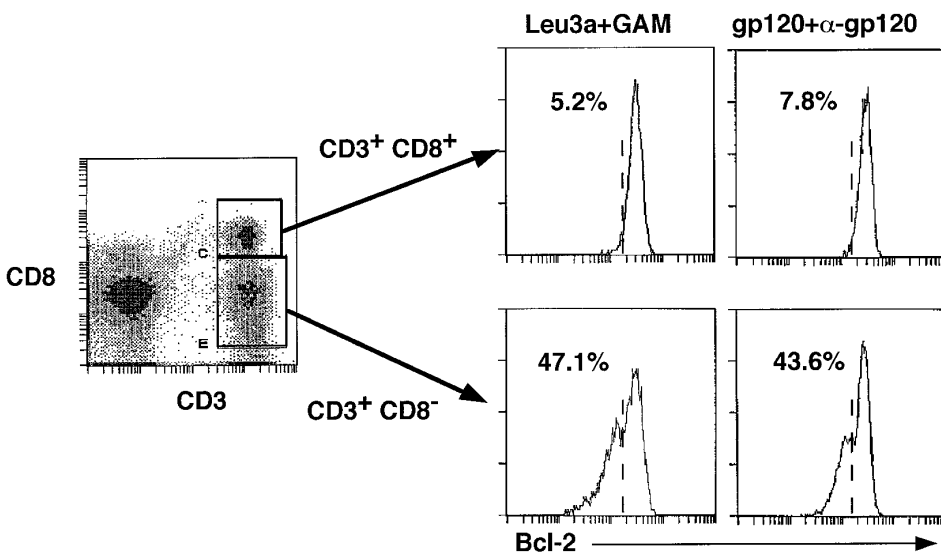 Leu3a+GAM
gp120+α-gp120
5.2%
7.8%
CD3⁺ CD8⁺
C
CD8
E
CD3
CD3⁺ CD8⁻
47.1%
43.6%
Bcl-2